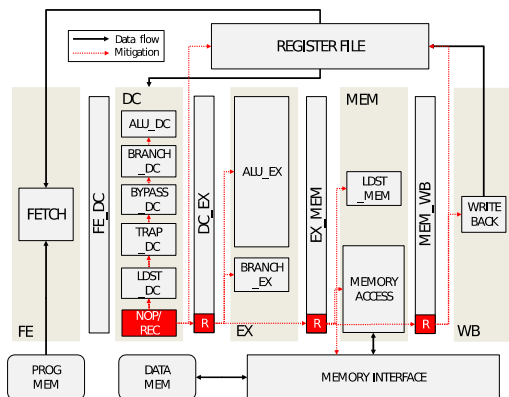 Data flow
Mitigation
REGISTER FILE
DC
MEM
ALU_DC
BRANCH
_DC
BYPASS
_DC
TRAP
_DC
LDST
_DC
NOP/
REC
FE_DC
DC_EX
R
ALU_EX
BRANCH
_EX
EX_MEM
R
LDST
_MEM
MEMORY
ACCESS
MEM_WB
R
WRITE
BACK
FETCH
FE
EX
WB
PROG
MEM
DATA
MEM
MEMORY INTERFACE